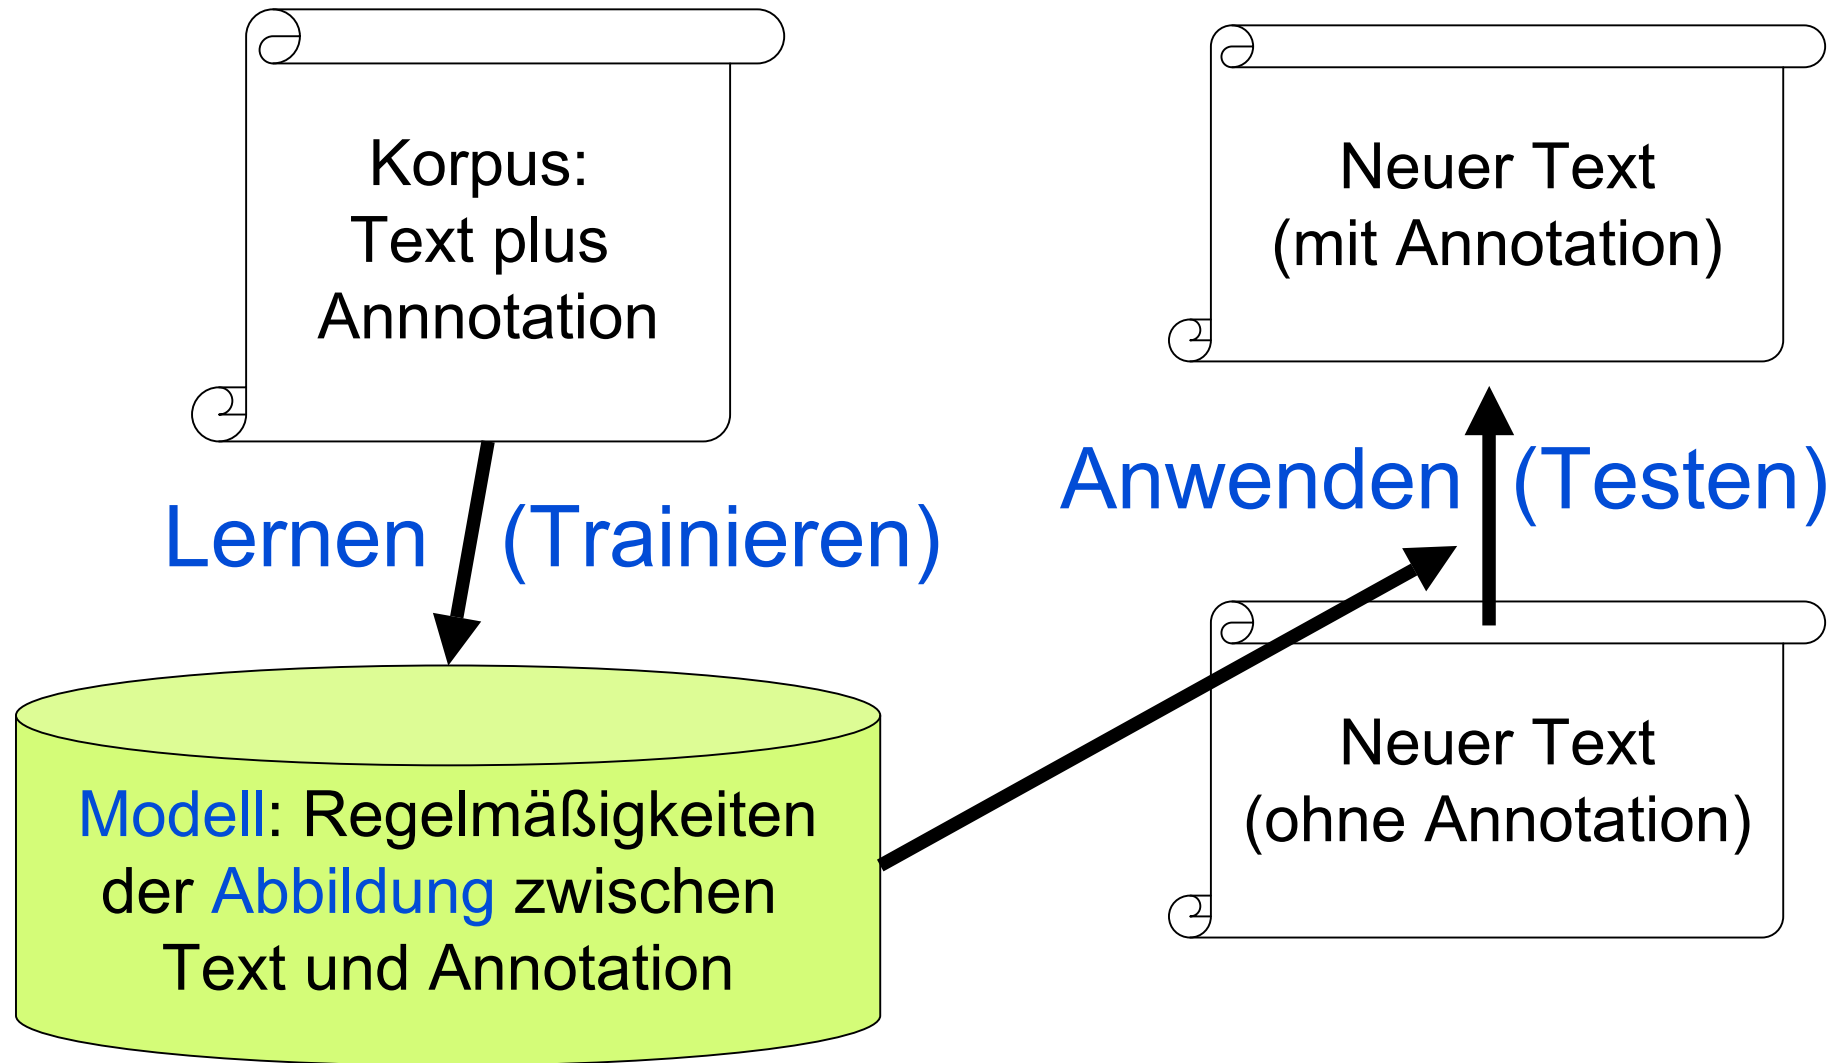 Korpus:
Text plus
Annnotation
Lernen (Trainieren)
Modell: Regelmäßigkeiten
der Abbildung zwischen
Text und Annotation
Neuer Text
(mit Annotation)
Anwenden (Testen)
Neuer Text
(ohne Annotation)